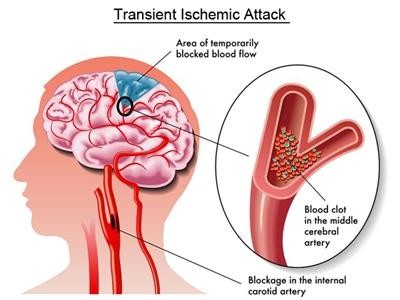 Transient Ischemic Attack
Area of temporarily
blocked blood flow
Blood clot
in the middle
cerebral
artery
Blockage in the internal
carotid artery